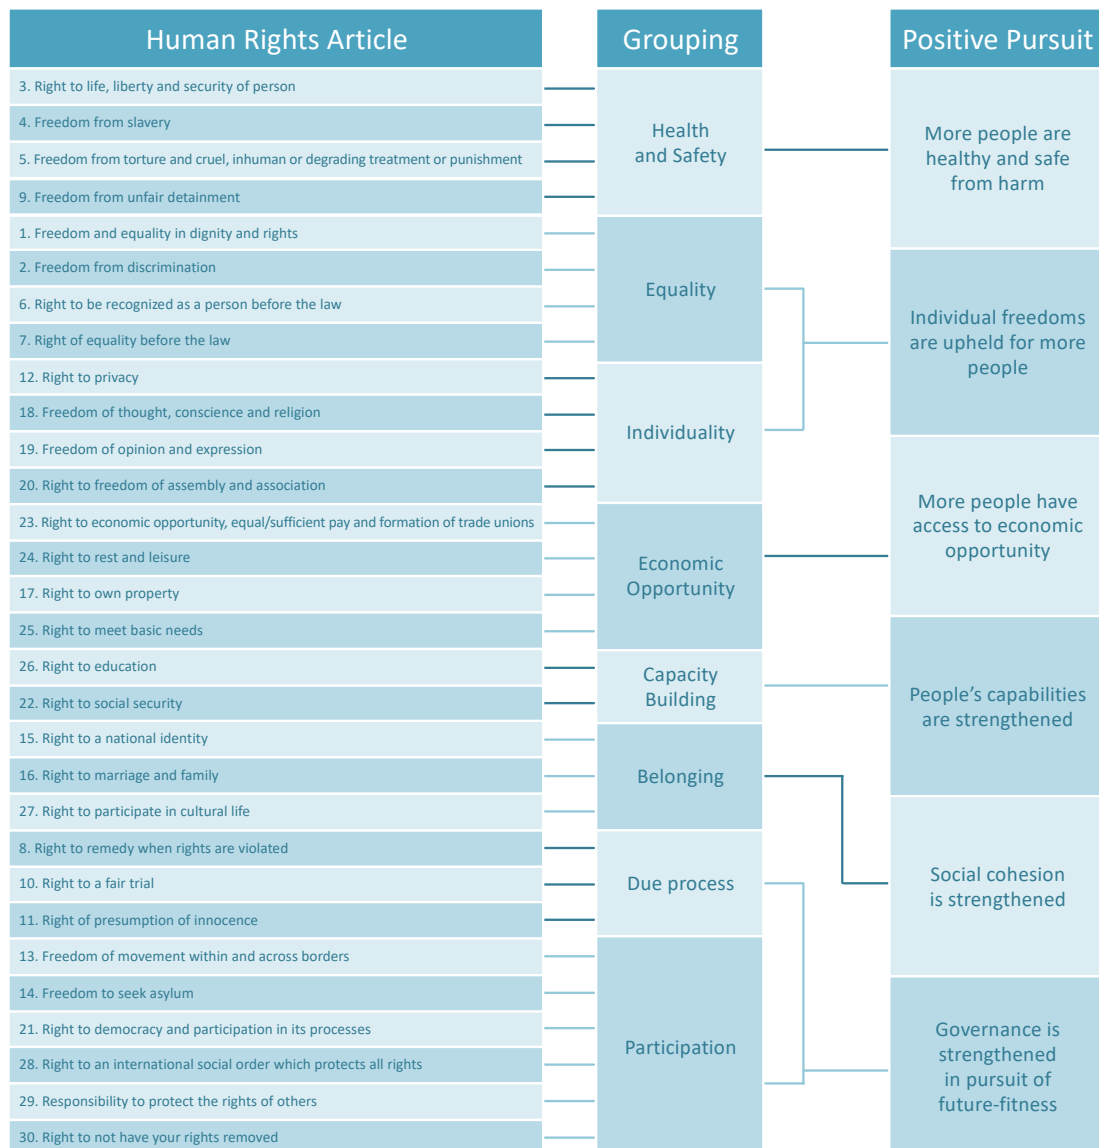 Human Rights Article
3. Right to life, liberty and security of person
4. Freedom from slavery
5. Freedom from torture and cruel, inhuman or degrading treatment or punishment
9. Freedom from unfair detainment
1. Freedom and equality in dignity and rights
2. Freedom from discrimination
6. Right to be recognized as a person before the law
7. Right of equality before the law
12. Right to privacy
18. Freedom of thought, conscience and religion
19. Freedom of opinion and expression
20. Right to freedom of assembly and association
23. Right to economic opportunity, equal/sufficient pay and formation of trade unions
24. Right to rest and leisure
17. Right to own property
25. Right to meet basic needs
26. Right to education
22. Right to social security
15. Right to a national identity
16. Right to marriage and family
27. Right to participate in cultural life
8. Right to remedy when rights are violated
10. Right to a fair trial
11. Right of presumption of innocence
13. Freedom of movement within and across borders
14. Freedom to seek asylum
21. Right to democracy and participation in its processes
28. Right to an international social order which protects all rights
29. Responsibility to protect the rights of others
30. Right to not have your rights removed
Grouping
Health
and Safety
Equality
Individuality
Economic
Opportunity
Capacity
Building
Belonging
Due process
Participation
Positive Pursuit
More people are
healthy and safe
from harm
Individual freedoms
are upheld for more
people
More people have
access to economic
opportunity
People’s capabilities
are strengthened
Social cohesion
is strengthened
Governance is
strengthened
in pursuit of
future-fitness